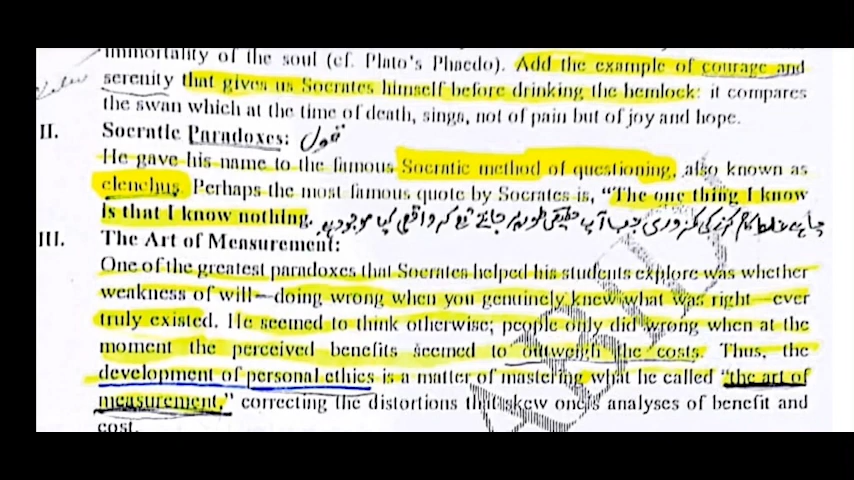 immortality of the soul (cf. Plato's Phaedo). Add the example of courage and
serenity that gives us Socrates himself before drinking the hemlock: it compares
the swan which at the time of death, sings, not of pain but of joy and hope.
II. Socratic Paradoxes: قول
He gave his name to the famous Socratic method of questioning, also known as
elenchus. Perhaps the most famous quote by Socrates is, “The one thing I know
is that I know nothing.
III. The Art of Measurement:
One of the greatest paradoxes that Socrates helped his students explore was whether
weakness of will—doing wrong when you genuinely knew what was right—ever
truly existed. He seemed to think otherwise; people only did wrong when at the
moment the perceived benefits seemed to outweigh the costs. Thus, the
development of personal ethics is a matter of mastering what he called “the art of
measurement,” correcting the distortions that skew one's analyses of benefit and
cost.